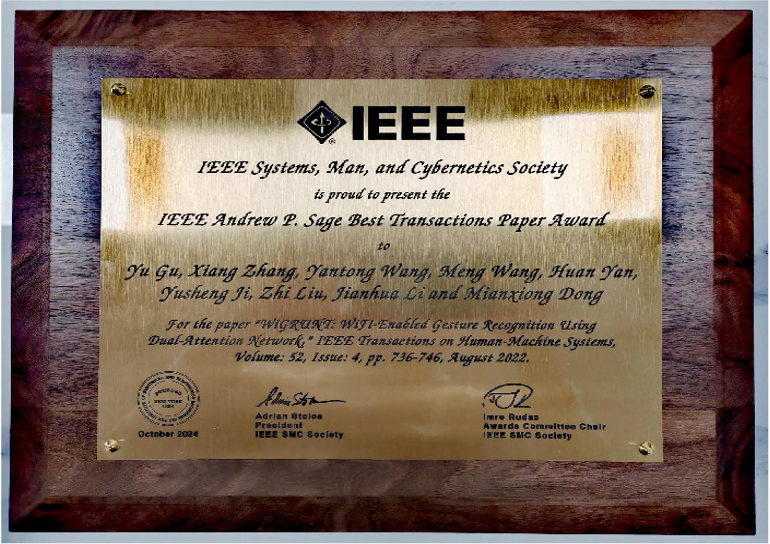 IEEE
IEEE Systems, Man, and Cybernetics Society
is proud to present the
IEEE Andrew P. Sage Best Transactions Paper Award
to
Yu Gu, Xiang Zhang, Yantong Wang, Meng Wang, Huan Yan,
Yusheng Ji, Zhi Liu, Jianhua Li and Mianxiong Dong
For the paper "WiGRUNT: WiFi-Enabled Gesture Recognition Using
Dual-Attention Network," IEEE Transactions on Human-Machine Systems,
Volume: 52, Issue: 4, pp. 736-746, August 2022.
October 2024
Adrian Stoica
President
IEEE SMC Society
Imre Rudas
Awards Committee Chair
IEEE SMC Society